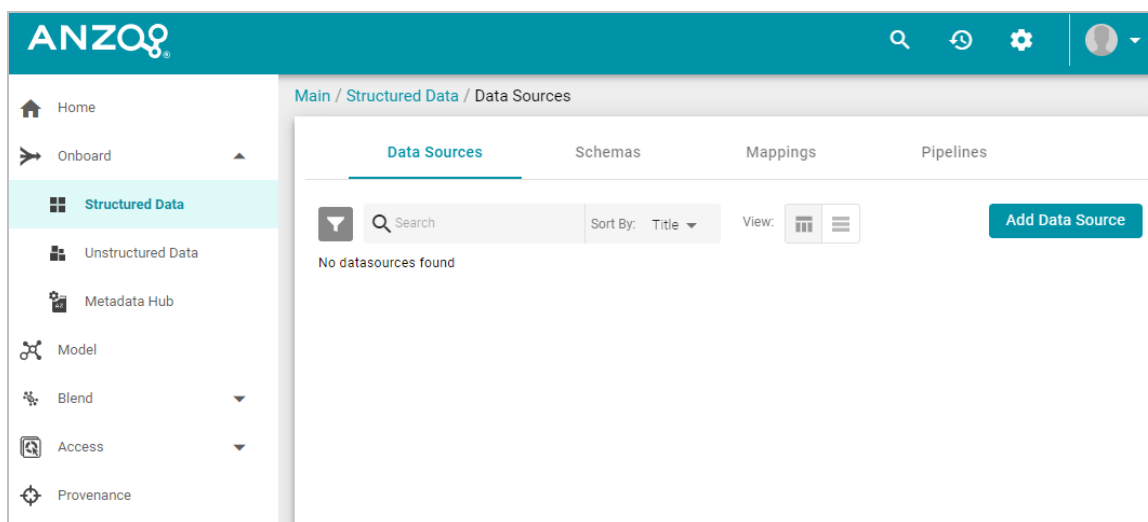 ANZO
Home
Onboard
Structured Data
Unstructured Data
Metadata Hub
Model
Blend
Access
Provenance
Main / Structured Data / Data Sources
Data Sources Schemas Mappings Pipelines
Search Sort By: Title View: Add Data Source
No datasources found